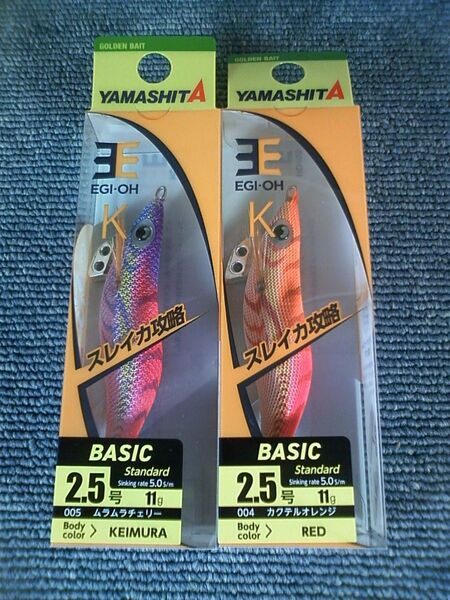 GOLDEN BAIT
YAMASHITA
EGI-OH
K
スレイカ攻略
BASIC
Standard
Sinking rate 5.0s/m
2.5号
11g
005 ムラムラチェリー
Body color > KEIMURA
GOLDEN BAIT
YAMASHITA
EGI-OH
K
スレイカ攻略
BASIC
Standard
Sinking rate 5.0s/m
2.5号
11g
004 カクテルオレンジ
Body color > RED